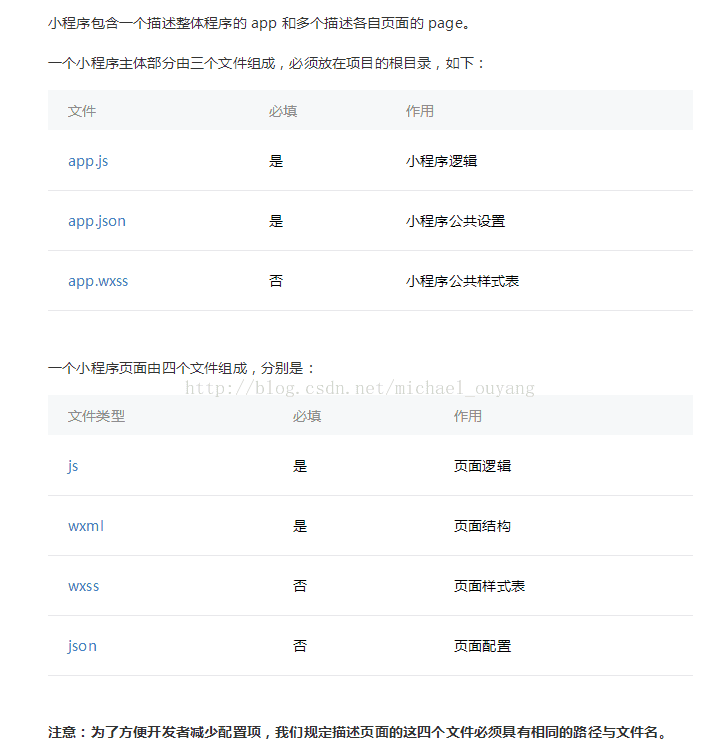 小程序包含一个描述整体程序的 app 和多个描述各自页面的 page。
一个小程序主体部分由三个文件组成，必须放在项目的根目录，如下：
文件 必填 作用
app.js 是 小程序逻辑
app.json 是 小程序公共设置
app.wxss 否 小程序公共样式表
一个小程序页面由四个文件组成，分别是：
http://blog.csdn.net/michael_ouyang
文件类型 必填 作用
js 是 页面逻辑
wxml 是 页面结构
wxss 否 页面样式表
json 否 页面配置
注意：为了方便开发者减少配置项，我们规定描述页面的这四个文件必须具有相同的路径与文件名。